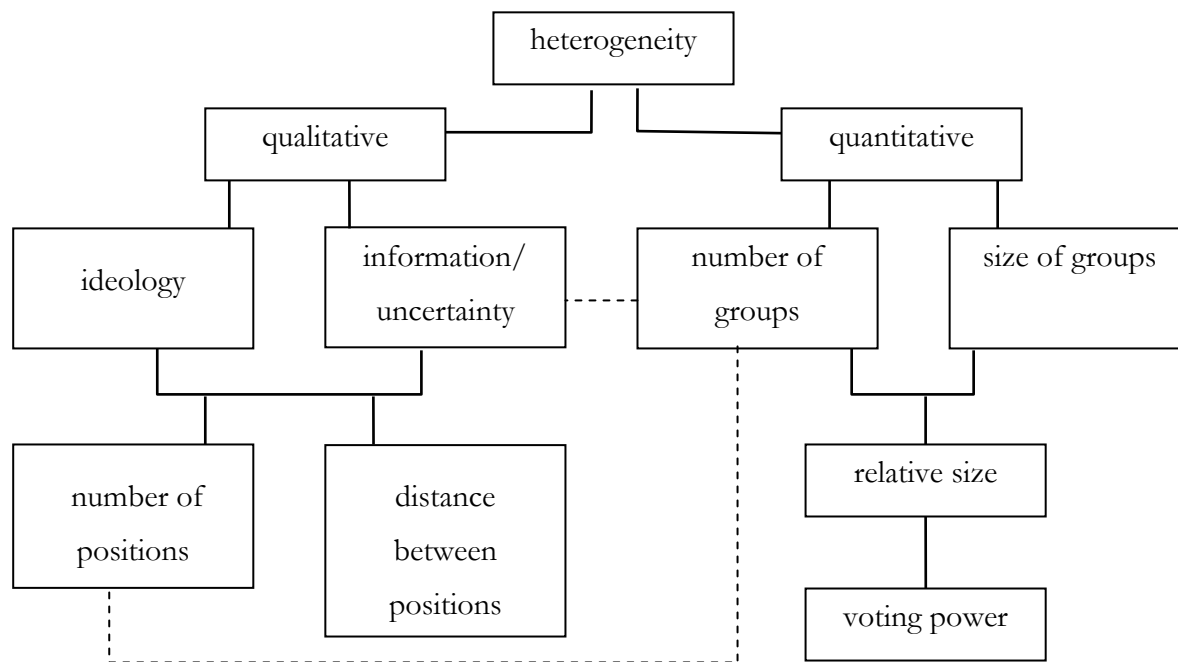 heterogeneity
qualitative
quantitative
ideology
information/
uncertainty
number of
groups
size of groups
number of
positions
distance
between
positions
relative size
voting power